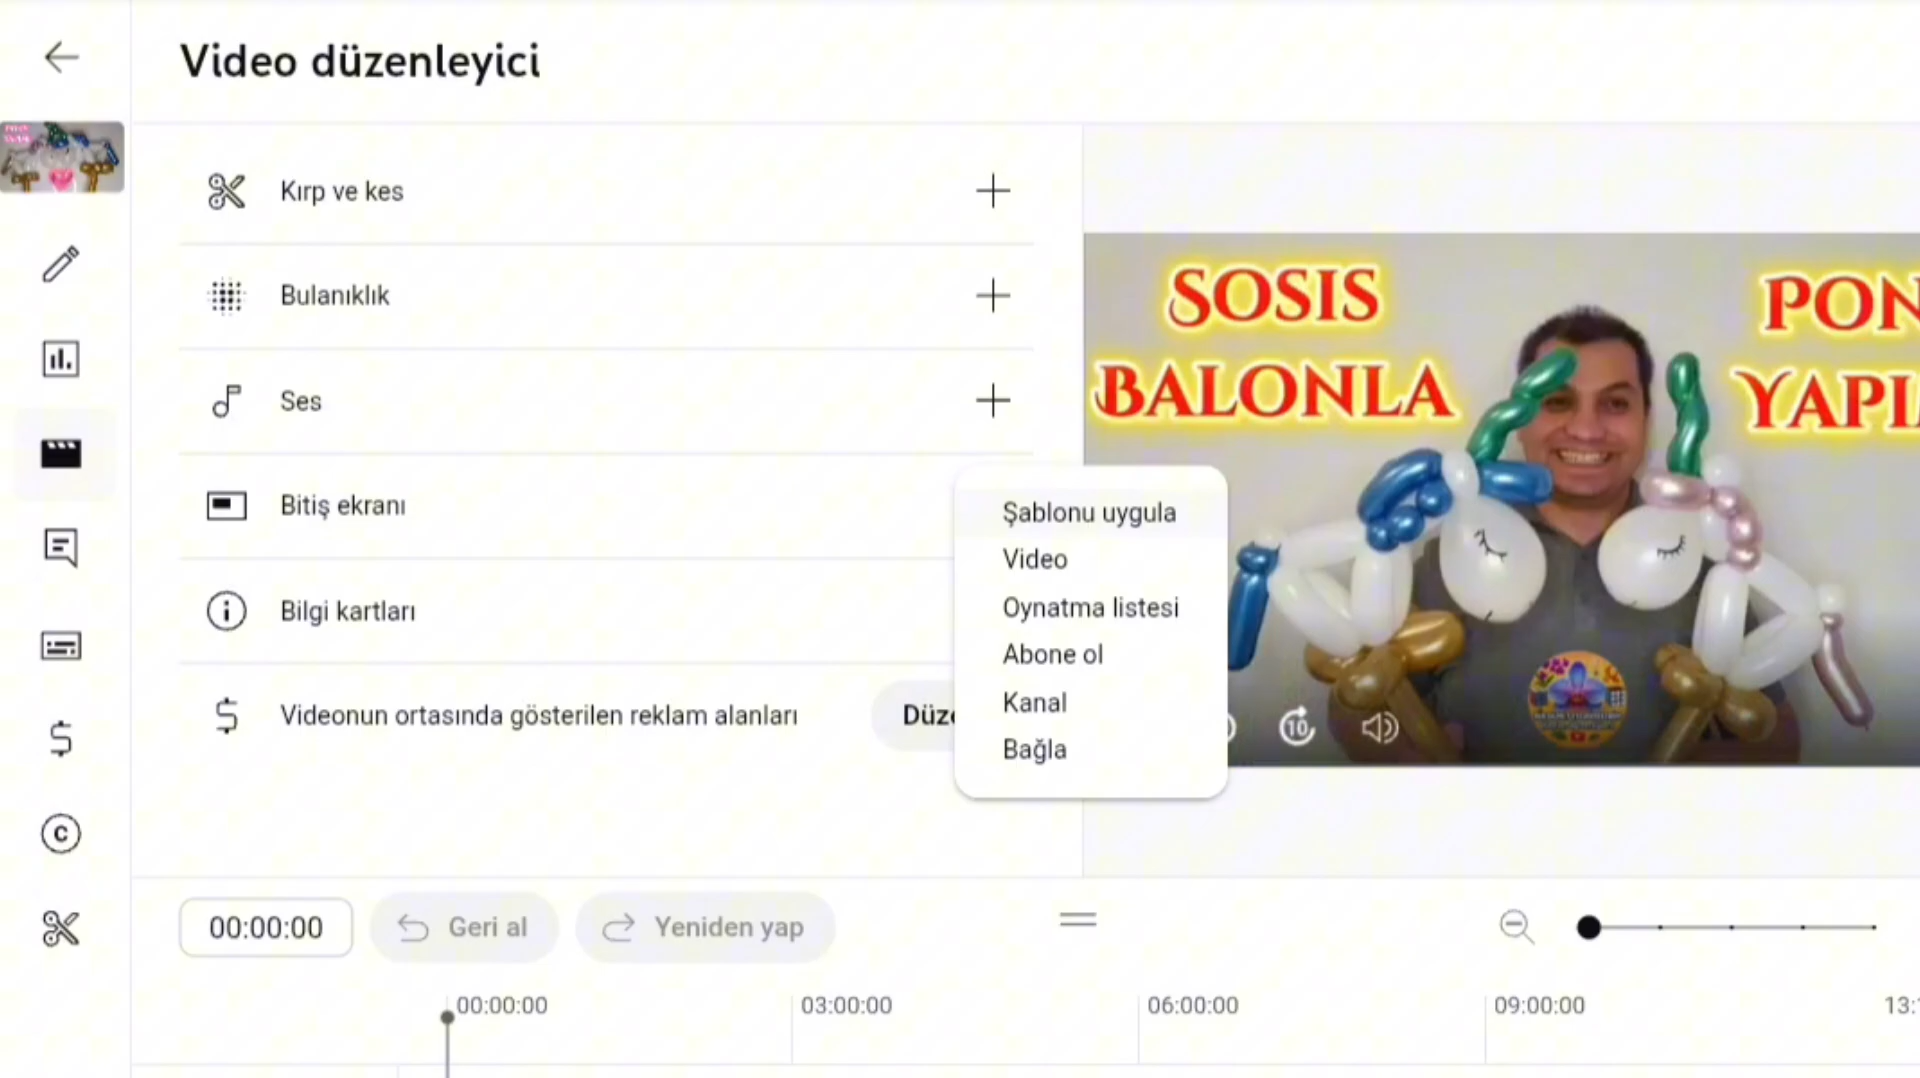 Video düzenleyici
Kırp ve kes
Bulanıklık
Ses
Bitiş ekranı
Bilgi kartları
Videonun ortasında gösterilen reklam alanları
Şablonu uygula
Video
Oynatma listesi
Abone ol
Kanal
Bağla
SOSIS
BALONLA
10
00:00:00
Geri al
Yeniden yap
00:00:00
03:00:00
06:00:00
09:00:00